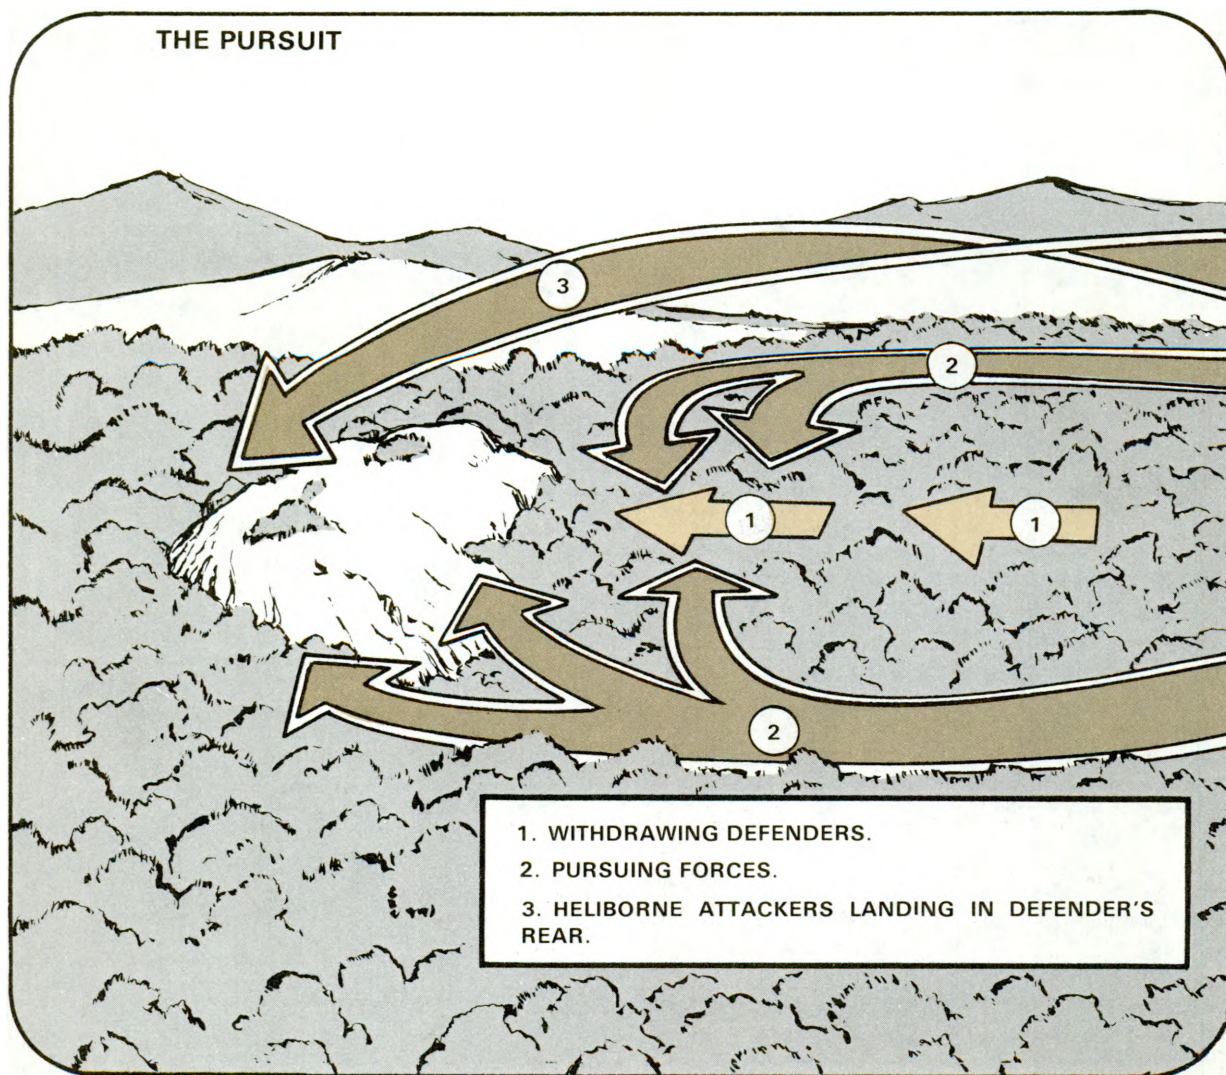 THE PURSUIT
3
2
1
1
2
1. WITHDRAWING DEFENDERS.
2. PURSUING FORCES.
3. HELIBORNE ATTACKERS LANDING IN DEFENDER'S
REAR.